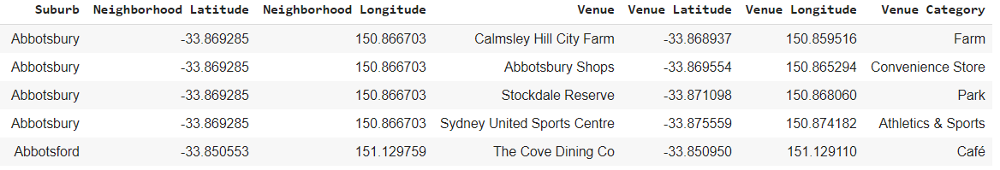 Suburb Neighborhood Latitude Neighborhood Longitude Venue Venue Latitude Venue Longitude Venue Category
Abbotsbury -33.869285 150.866703 Calmsley Hill City Farm -33.868937 150.859516 Farm
Abbotsbury -33.869285 150.866703 Abbotsbury Shops -33.869554 150.865294 Convenience Store
Abbotsbury -33.869285 150.866703 Stockdale Reserve -33.871098 150.868060 Park
Abbotsbury -33.869285 150.866703 Sydney United Sports Centre -33.875559 150.874182 Athletics & Sports
Abbotsford -33.850553 151.129759 The Cove Dining Co -33.850950 151.129110 Café